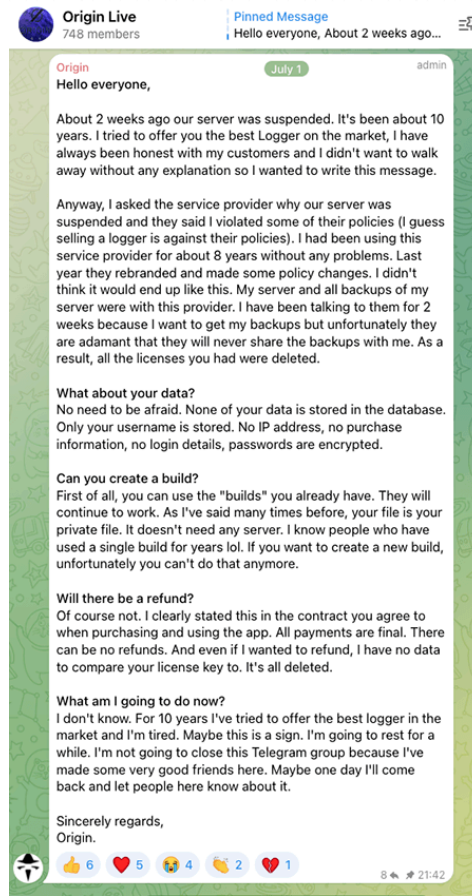 Origin Live
748 members
Pinned Message
Hello everyone, About 2 weeks ago...
July 1
Origin
admin
Hello everyone,
About 2 weeks ago our server was suspended. It's been about 10
years. I tried to offer you the best Logger on the market, I have
always been honest with my customers and I didn't want to walk
away without any explanation so I wanted to write this message.
Anyway, I asked the service provider why our server was
suspended and they said I violated some of their policies (I guess
selling a logger is against their policies). I had been using this
service provider for about 8 years without any problems. Last
year they rebranded and made some policy changes. I didn't
think it would end up like this. My server and all backups of my
server were with this provider. I have been talking to them for 2
weeks because I want to get my backups but unfortunately they
are adamant that they will never share the backups with me. As a
result, all the licenses you had were deleted.
What about your data?
No need to be afraid. None of your data is stored in the database.
Only your username is stored. No IP address, no purchase
information, no login details, passwords are encrypted.
Can you create a build?
First of all, you can use the "builds" you already have. They will
continue to work. As I've said many times before, your file is your
private file. It doesn't need any server. I know people who have
used a single build for years lol. If you want to create a new build,
unfortunately you can't do that anymore.
Will there be a refund?
Of course not. I clearly stated this in the contract you agree to
when purchasing and using the app. All payments are final. There
can be no refunds. And even if I wanted to refund, I have no data
to compare your license key to. It's all deleted.
What am I going to do now?
I don't know. For 10 years I've tried to offer the best logger in the
market and I'm tired. Maybe this is a sign. I'm going to rest for a
while. I'm not going to close this Telegram group because I've
made some very good friends here. Maybe one day I'll come
back and let people here know about it.
Sincerely regards,
Origin.
6 5 4 2 1
8 21:42